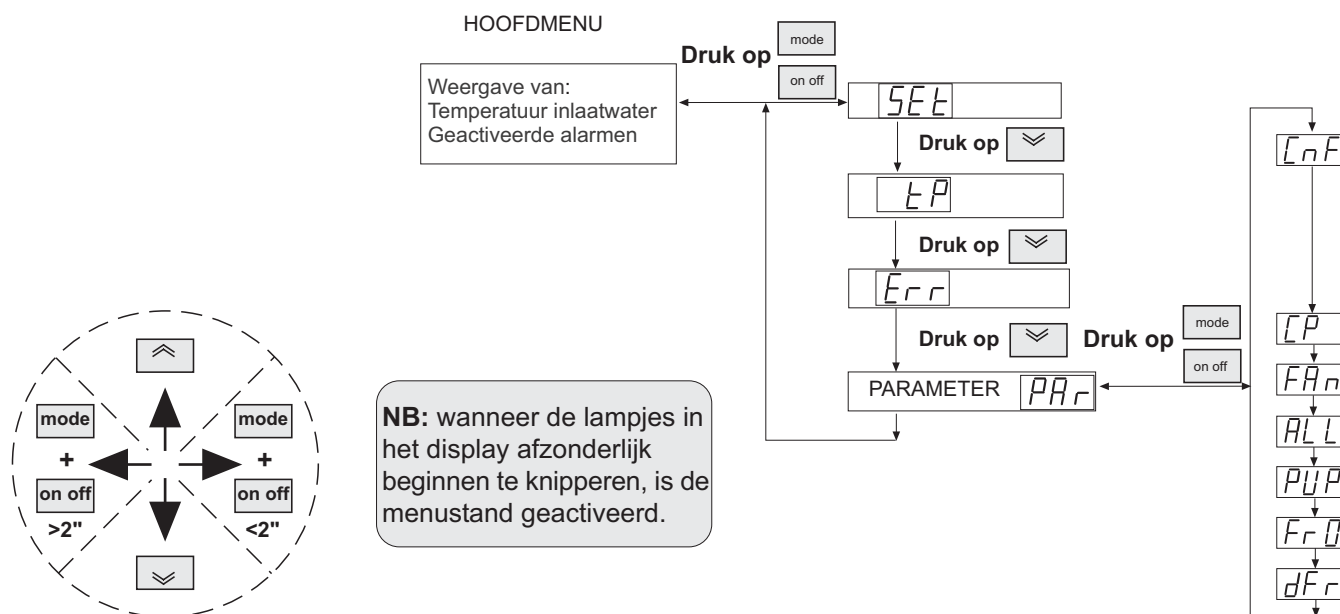 HOOFDMENU
Druk op
mode
on off
Weergave van:
Temperatuur inlaatwater
Geactiveerde alarmen
SEt
Druk op
tP
Druk op
Err
Druk op
PARAMETER PAr
Druk op
mode
on off
CnF
CP
FAn
ALL
PUP
Fr0
dFr
mode
+
on off
>2"
mode
+
on off
<2"
NB: wanneer de lampjes in
het display afzonderlijk
beginnen te knipperen, is de
menustand geactiveerd.